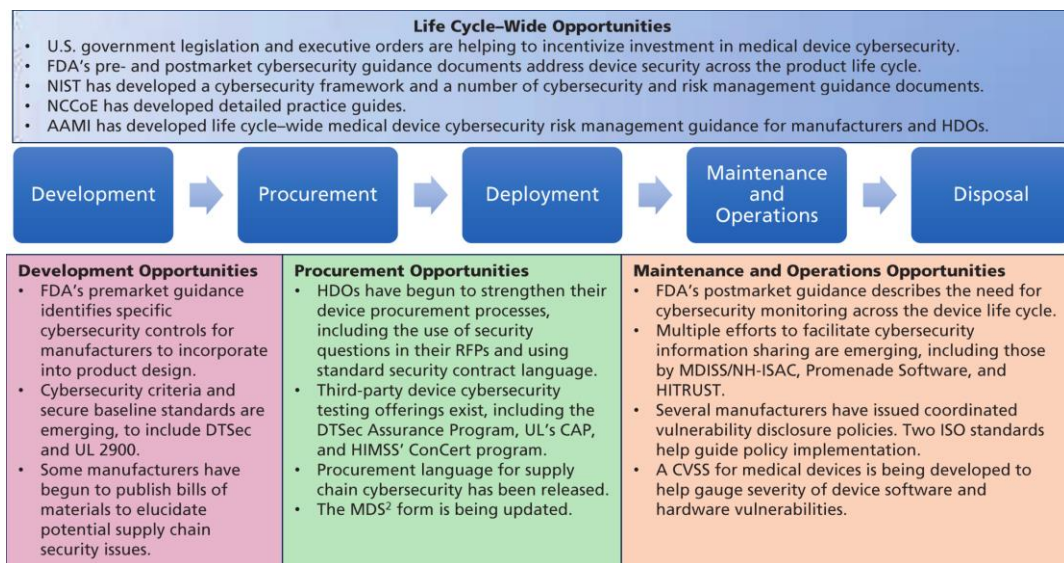 Life Cycle–Wide Opportunities
• U.S. government legislation and executive orders are helping to incentivize investment in medical device cybersecurity.
• FDA's pre- and postmarket cybersecurity guidance documents address device security across the product life cycle.
• NIST has developed a cybersecurity framework and a number of cybersecurity and risk management guidance documents.
• NCCoE has developed detailed practice guides.
• AAMI has developed life cycle–wide medical device cybersecurity risk management guidance for manufacturers and HDOs.
Development
Procurement
Deployment
Maintenance
and
Operations
Disposal
Development Opportunities
• FDA's premarket guidance
identifies specific
cybersecurity controls for
manufacturers to incorporate
into product design.
• Cybersecurity criteria and
secure baseline standards are
emerging, to include DTSec
and UL 2900.
• Some manufacturers have
begun to publish bills of
materials to elucidate
potential supply chain
security issues.
Procurement Opportunities
• HDOs have begun to strengthen their
device procurement processes,
including the use of security
questions in their RFPs and using
standard security contract language.
• Third-party device cybersecurity
testing offerings exist, including the
DTSec Assurance Program, UL's CAP,
and HIMSS' ConCert program.
• Procurement language for supply
chain cybersecurity has been released.
• The MDS² form is being updated.
Maintenance and Operations Opportunities
• FDA's postmarket guidance describes the need for
cybersecurity monitoring across the device life cycle.
• Multiple efforts to facilitate cybersecurity
information sharing are emerging, including those
by MDISS/NH-ISAC, Promenade Software, and
HITRUST.
• Several manufacturers have issued coordinated
vulnerability disclosure policies. Two ISO standards
help guide policy implementation.
• A CVSS for medical devices is being developed to
help gauge severity of device software and
hardware vulnerabilities.